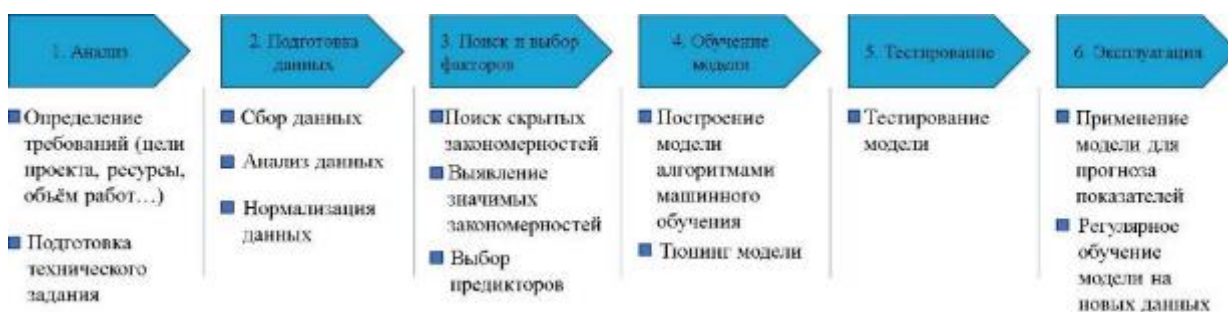 1. Анализ
2. Подготовка
данных
3. Поиск и выбор
факторов
4. Обучение
модели
5. Тестирование
6. Эксплуатация
Определение
требований (цели
проекта, ресурсы,
объём работ…)
Подготовка
технического
задания
Сбор данных
Анализ данных
Нормализация
данных
Поиск скрытых
закономерностей
Выявление
значимых
закономерностей
Выбор
предикторов
Построение
модели
алгоритмами
машинного
обучения
Тюнинг модели
Тестирование
модели
Применение
модели для
прогноза
показателей
Регулярное
обучение
модели на
новых данных